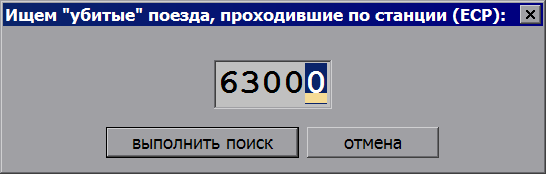 Ищем "убитые" поезда, проходившие по станции (ЕСР):
63000
выполнить поиск
отмена